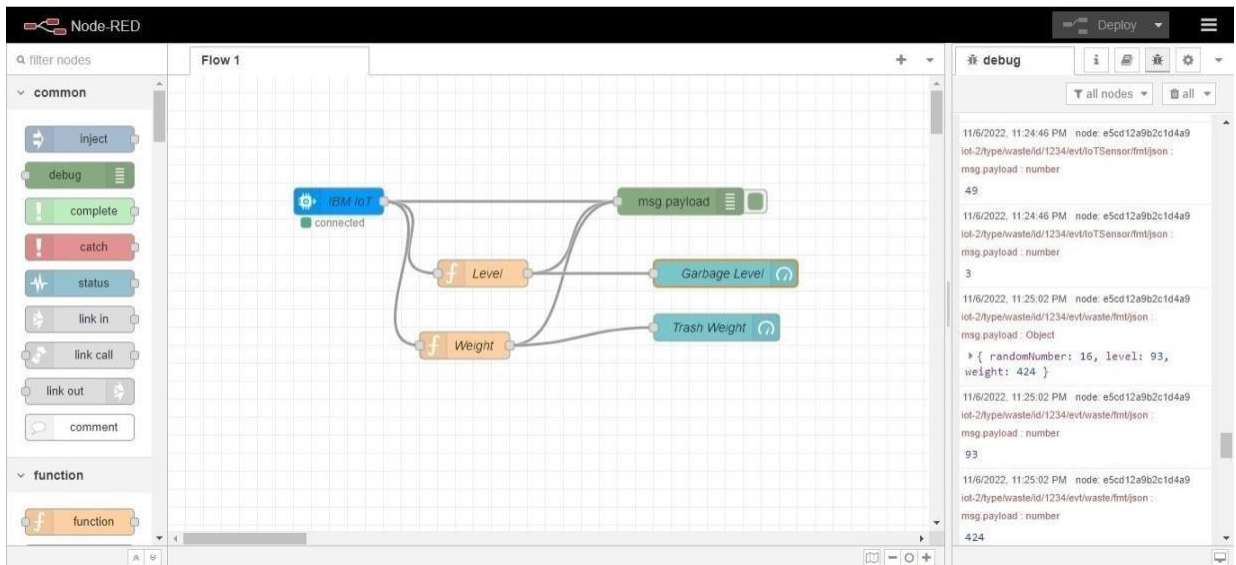 Node-RED
Deploy
filter nodes
Flow 1
debug
i
all nodes
all
common
inject
debug
complete
catch
status
link in
link call
link out
comment
function
f function
IBM IoT
connected
msg.payload
f Level
Garbage Level
f Weight
Trash Weight
11/6/2022, 11:24:46 PM node: e5cd12a9b2c1d4a9
iot-2/type/waste/id/1234/evt/IoTSensor/fmt/json :
msg.payload : number
49
11/6/2022, 11:24:46 PM node: e5cd12a9b2c1d4a9
iot-2/type/waste/id/1234/evt/IoTSensor/fmt/json :
msg.payload : number
3
11/6/2022, 11:25:02 PM node: e5cd12a9b2c1d4a9
iot-2/type/waste/id/1234/evt/waste/fmt/json :
msg.payload : Object
{ randomNumber: 16, level: 93,
weight: 424 }
11/6/2022, 11:25:02 PM node: e5cd12a9b2c1d4a9
iot-2/type/waste/id/1234/evt/waste/fmt/json :
msg.payload : number
93
11/6/2022, 11:25:02 PM node: e5cd12a9b2c1d4a9
iot-2/type/waste/id/1234/evt/waste/fmt/json :
msg.payload : number
424